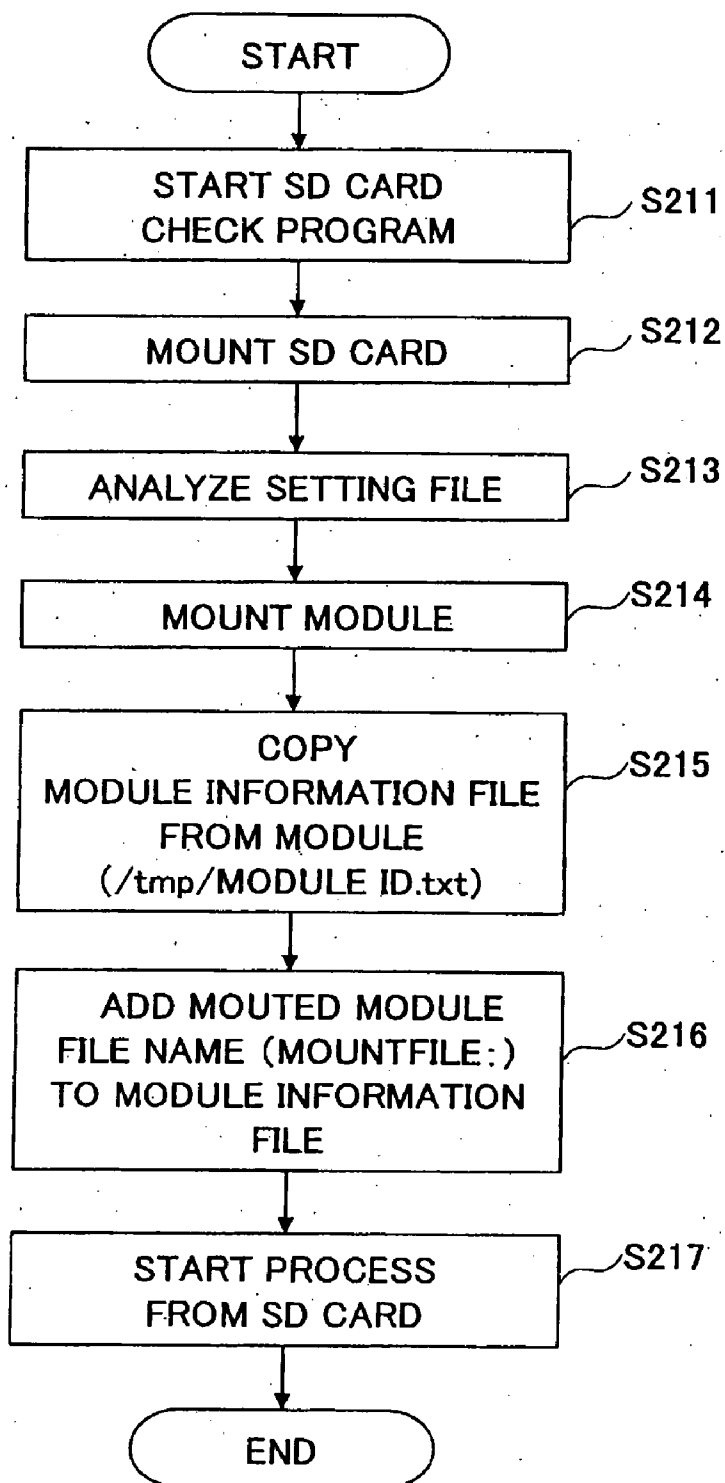 START
START SD CARD
CHECK PROGRAM
S211
MOUNT SD CARD
S212
ANALYZE SETTING FILE
S213
MOUNT MODULE
S214
COPY
MODULE INFORMATION FILE
FROM MODULE
(/tmp/MODULE ID.txt)
S215
ADD MOUTED MODULE
FILE NAME (MOUNTFILE:)
TO MODULE INFORMATION
FILE
S216
START PROCESS
FROM SD CARD
S217
END